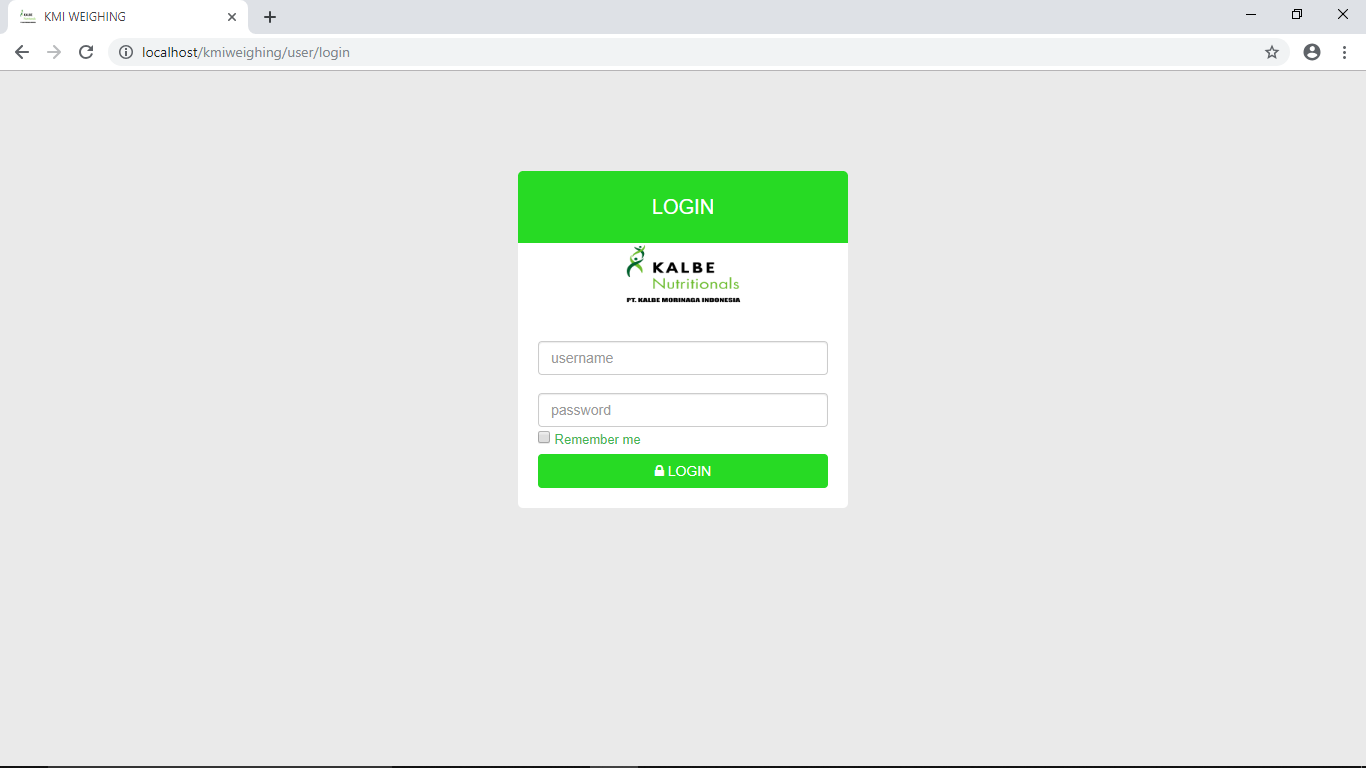 KMI WEIGHING
localhost/kmiweighing/user/login
LOGIN
KALBE
Nutritionals
PT. KALBE MORINAGA INDONESIA
username
password
Remember me
LOGIN